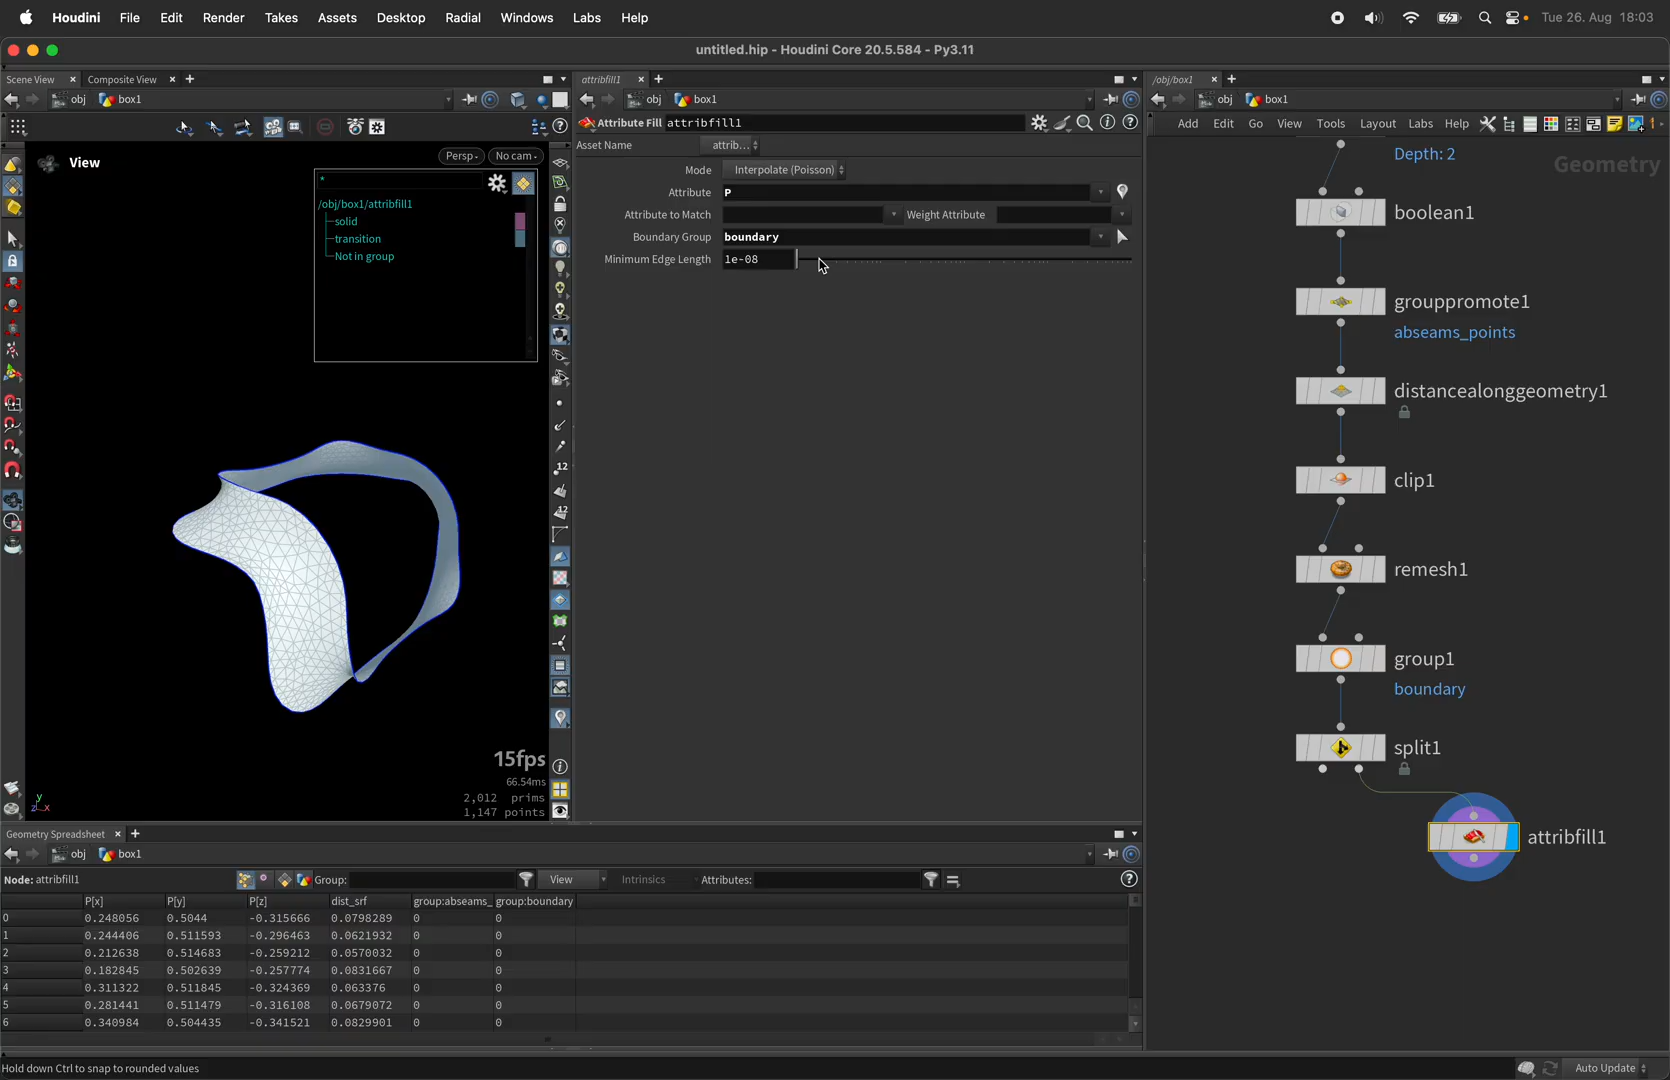 Houdini File Edit Render Takes Assets Desktop Radial Windows Labs Help
Tue 26. Aug 18:03
untitled.hip - Houdini Core 20.5.584 - Py3.11
Scene View Composite View
obj box1
View
Persp No cam
*
/obj/box1/attribfill1
solid
transition
Not in group
12
12
15fps
66.54ms
2,012 prims
1,147 points
y
z x
attribfill1
obj box1
Attribute Fill attribfill1
Asset Name attrib...
Mode Interpolate (Poisson)
Attribute P
Attribute to Match Weight Attribute
Boundary Group boundary
Minimum Edge Length 1e-08
/obj/box1
obj box1
Add Edit Go View Tools Layout Labs Help
Geometry
Depth: 2
boolean1
grouppromote1
abseams_points
distancealonggeometry1
clip1
remesh1
group1
boundary
split1
attribfill1
Geometry Spreadsheet
obj box1
Node: attribfill1 Group: View Intrinsics Attributes:
P[x] P[y] P[z] dist_srf group:abseams_ group:boundary
0 0.248056 0.5044 -0.315666 0.0798289 0 0
1 0.244406 0.511593 -0.296463 0.0621932 0 0
2 0.212638 0.514683 -0.259212 0.0570032 0 0
3 0.182845 0.502639 -0.257774 0.0831667 0 0
4 0.311322 0.511845 -0.324369 0.063376 0 0
5 0.281441 0.511479 -0.316108 0.0679072 0 0
6 0.340984 0.504435 -0.341521 0.0829901 0 0
Hold down Ctrl to snap to rounded values
Auto Update